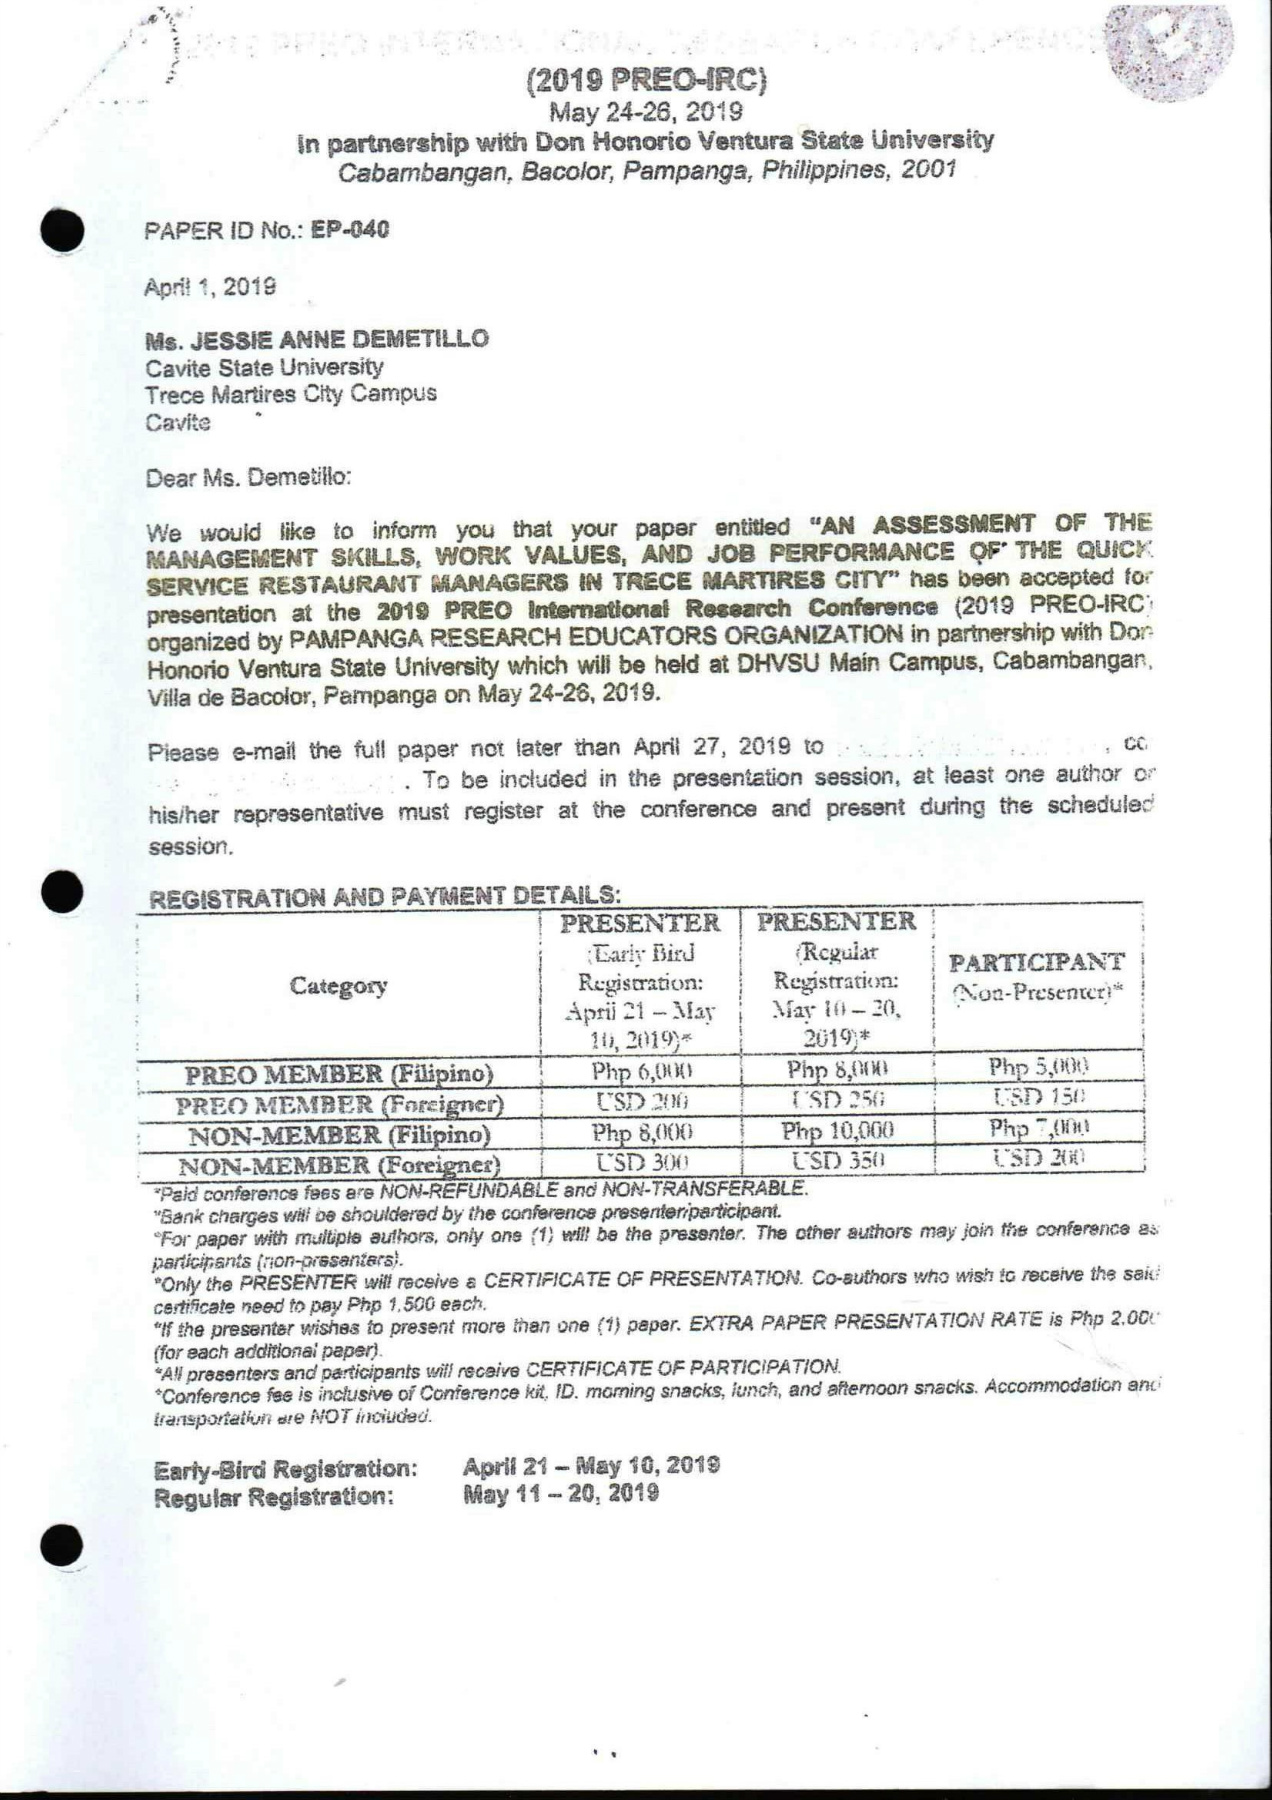 (2019 PREO-IRC)
May 24-26, 2019
In partnership with Don Honorio Ventura State University
Cabambangan, Bacolor, Pampanga, Philippines, 2001
PAPER ID No.: EP-040
April 1, 2019
Ms. JESSIE ANNE DEMETILLO
Cavite State University
Trece Martires City Campus
Cavite
Dear Ms. Demetillo:
We would like to inform you that your paper entitled "AN ASSESSMENT OF THE
MANAGEMENT SKILLS, WORK VALUES, AND JOB PERFORMANCE OF THE QUICK
SERVICE RESTAURANT MANAGERS IN TRECE MARTIRES CITY" has been accepted for
presentation at the 2019 PREO International Research Conference (2019 PREO-IRC)
organized by PAMPANGA RESEARCH EDUCATORS ORGANIZATION in partnership with Don
Honorio Ventura State University which will be held at DHVSU Main Campus, Cabambangan,
Villa de Bacolor, Pampanga on May 24-26, 2019.
Please e-mail the full paper not later than April 27, 2019 to , cc
. To be included in the presentation session, at least one author or
his/her representative must register at the conference and present during the scheduled
session.
REGISTRATION AND PAYMENT DETAILS:
Category
PRESENTER
(Early Bird
Registration:
April 21 – May
10, 2019)*
PRESENTER
(Regular
Registration:
May 10 – 20,
2019)*
PARTICIPANT
(Non-Presenter)*
PREO MEMBER (Filipino) Php 6,000 Php 8,000 Php 5,000
PREO MEMBER (Foreigner) USD 200 USD 250 USD 150
NON-MEMBER (Filipino) Php 8,000 Php 10,000 Php 7,000
NON-MEMBER (Foreigner) USD 300 USD 350 USD 200
*Paid conference fees are NON-REFUNDABLE and NON-TRANSFERABLE.
*Bank charges will be shouldered by the conference presenter/participant.
*For paper with multiple authors, only one (1) will be the presenter. The other authors may join the conference as
participants (non-presenters).
*Only the PRESENTER will receive a CERTIFICATE OF PRESENTATION. Co-authors who wish to receive the said
certificate need to pay Php 1,500 each.
*If the presenter wishes to present more than one (1) paper. EXTRA PAPER PRESENTATION RATE is Php 2,000
(for each additional paper).
*All presenters and participants will receive CERTIFICATE OF PARTICIPATION.
*Conference fee is inclusive of Conference kit, ID, morning snacks, lunch, and afternoon snacks. Accommodation and
transportation are NOT included.
Early-Bird Registration: April 21 – May 10, 2019
Regular Registration: May 11 – 20, 2019